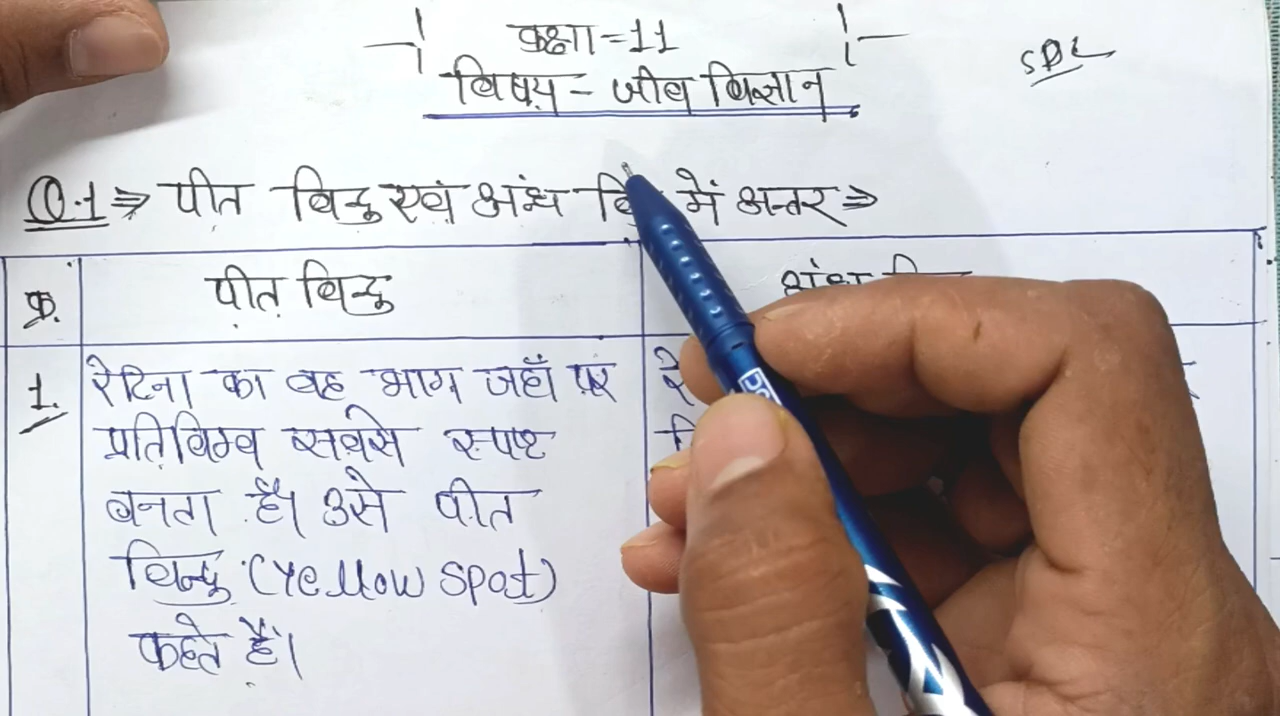 कक्षा-11
विषय - जीव विज्ञान
Q.1⇒ पीत बिन्दु एवं अंध में अन्तर ⇒
क्र. पीत बिन्दु अंध
1. रेटिना का वह भाग जहाँ पर
प्रतिविम्व सबसे स्पष्ट
बनता है। उसे पीत
बिन्दु (Yellow Spot)
कहते हैं।